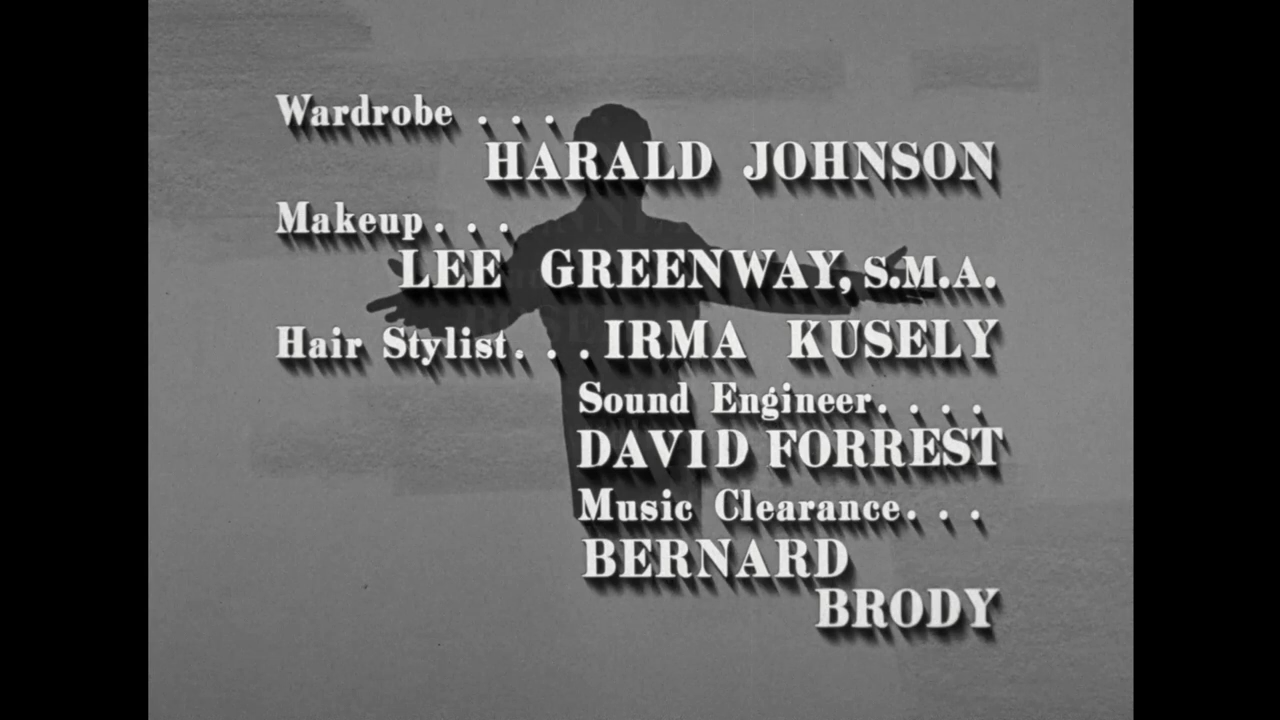 Wardrobe . . .
HARALD JOHNSON
Makeup . . .
LEE GREENWAY, S.M.A.
Hair Stylist . . . IRMA KUSELY
Sound Engineer . . . .
DAVID FORREST
Music Clearance . . .
BERNARD
BRODY